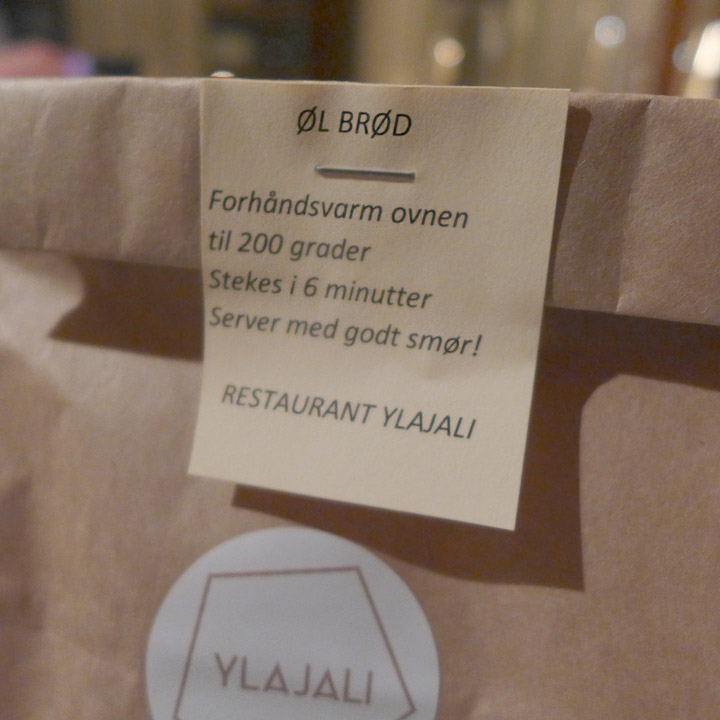 ØL BRØD
Forhåndsvarm ovnen
til 200 grader
Stekes i 6 minutter
Server med godt smør!
RESTAURANT YLAJALI
YLAJALI